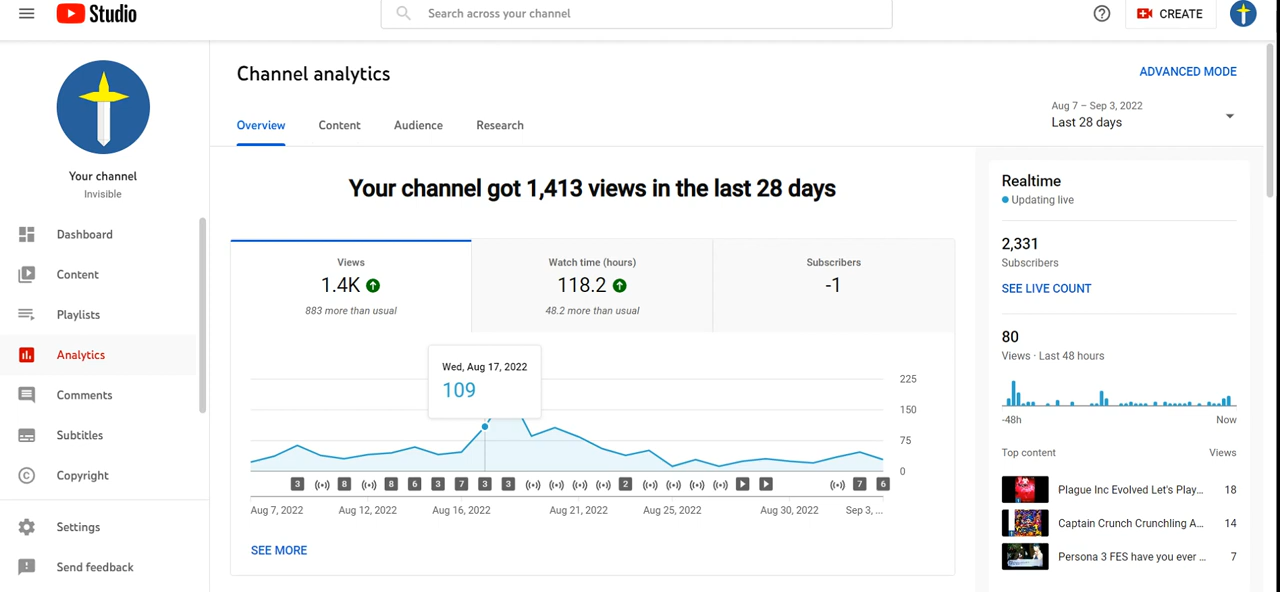 Studio
Search across your channel
CREATE
Channel analytics
ADVANCED MODE
Aug 7 – Sep 3, 2022
Last 28 days
Overview
Content
Audience
Research
Your channel
Invisible
Dashboard
Content
Playlists
Analytics
Comments
Subtitles
Copyright
Settings
Send feedback
Your channel got 1,413 views in the last 28 days
Views
1.4K
883 more than usual
Watch time (hours)
118.2
48.2 more than usual
Subscribers
-1
Wed, Aug 17, 2022
109
225
150
75
0
3 8 8 6 3 7 3 3 2 7 6
Aug 7, 2022 Aug 12, 2022 Aug 16, 2022 Aug 21, 2022 Aug 25, 2022 Aug 30, 2022 Sep 3, ...
SEE MORE
Realtime
Updating live
2,331
Subscribers
SEE LIVE COUNT
80
Views · Last 48 hours
-48h Now
Top content Views
Plague Inc Evolved Let's Play... 18
Captain Crunch Crunchling A... 14
Persona 3 FES have you ever ... 7